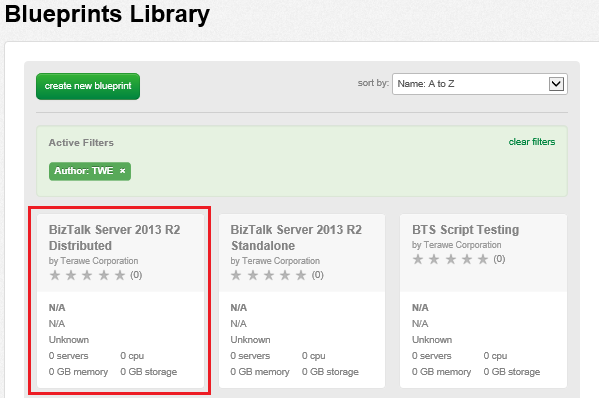 Blueprints Library
create new blueprint
sort by: Name: A to Z
Active Filters
clear filters
Author: TWE ×
BizTalk Server 2013 R2
Distributed
by Terawe Corporation
(0)
N/A
N/A
Unknown
0 servers 0 cpu
0 GB memory 0 GB storage
BizTalk Server 2013 R2
Standalone
by Terawe Corporation
(0)
N/A
N/A
Unknown
0 servers 0 cpu
0 GB memory 0 GB storage
BTS Script Testing
by Terawe Corporation
(0)
N/A
N/A
Unknown
0 servers 0 cpu
0 GB memory 0 GB storage